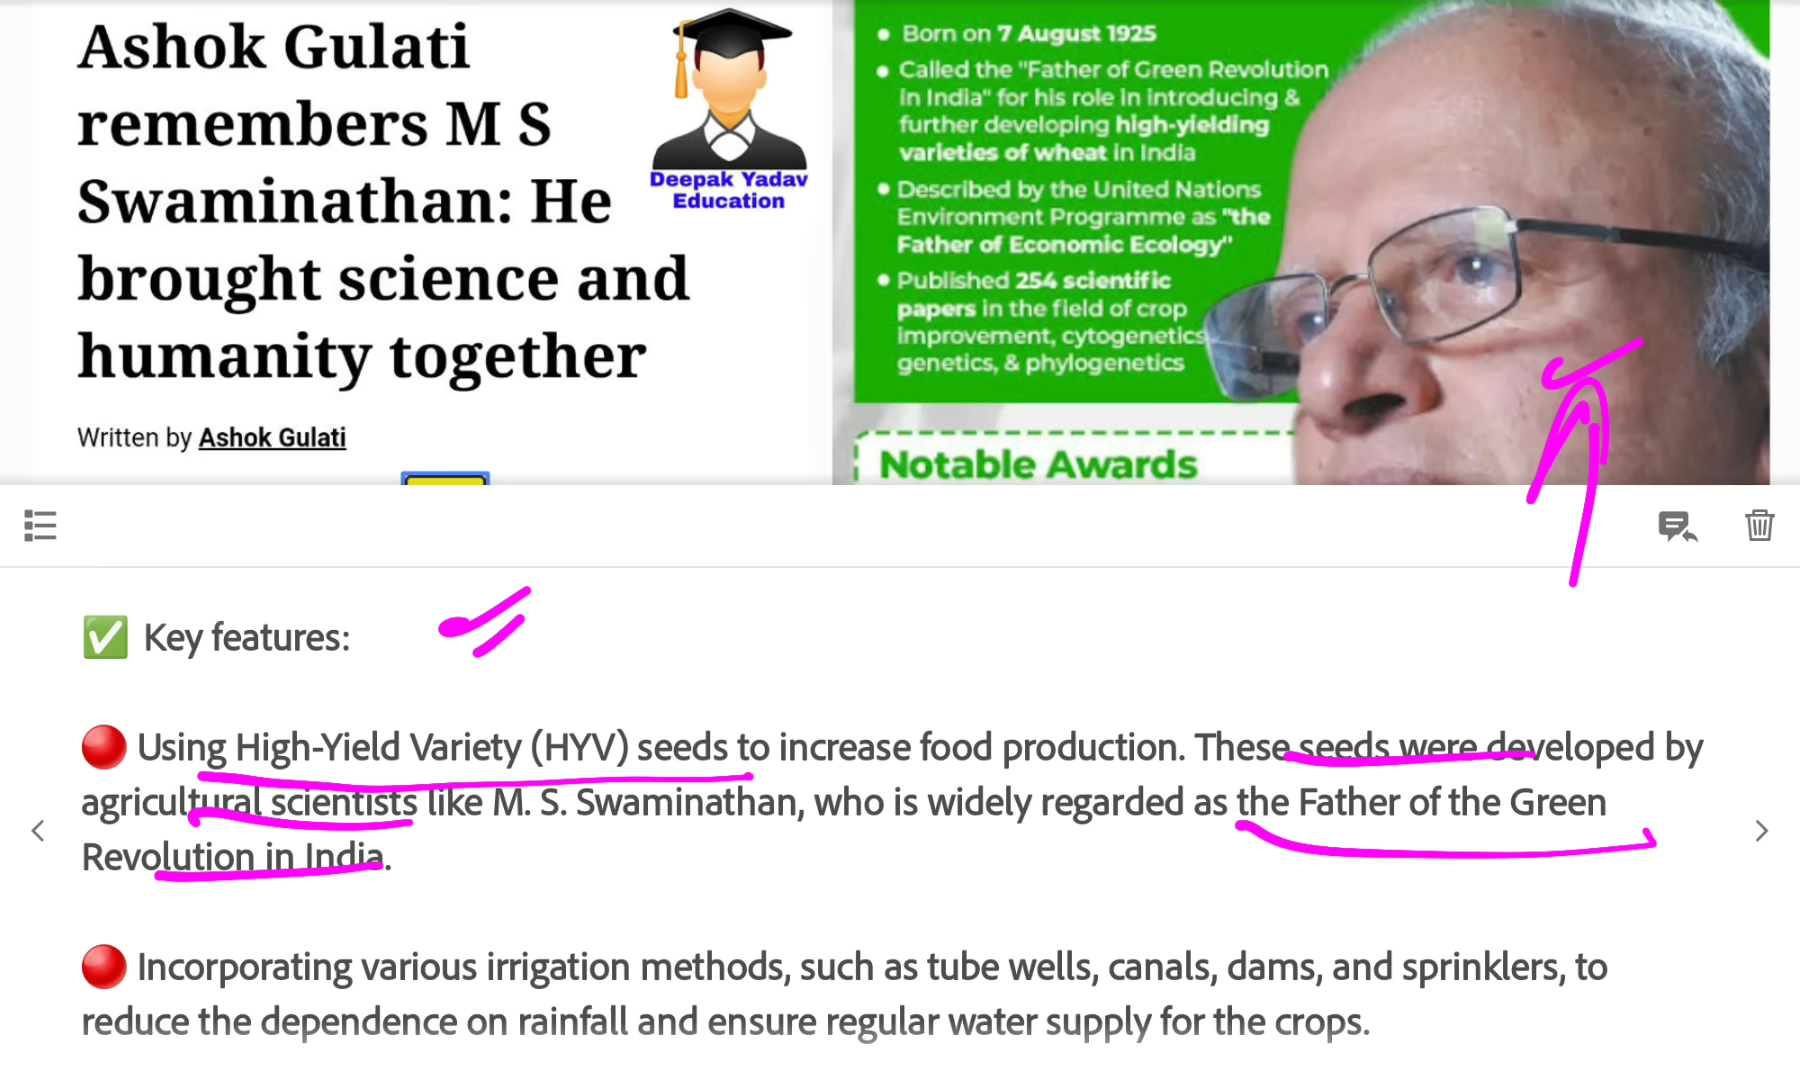 Ashok Gulati
remembers M S
Swaminathan: He
brought science and
humanity together
Written by Ashok Gulati
Deepak Yadav
Education
• Born on 7 August 1925
• Called the "Father of Green Revolution
in India" for his role in introducing &
further developing high-yielding
varieties of wheat in India
• Described by the United Nations
Environment Programme as "the
Father of Economic Ecology"
• Published 254 scientific
papers in the field of crop
improvement, cytogenetics
genetics, & phylogenetics
Notable Awards
✅ Key features:
🔴 Using High-Yield Variety (HYV) seeds to increase food production. These seeds were developed by
agricultural scientists like M. S. Swaminathan, who is widely regarded as the Father of the Green
Revolution in India.
🔴 Incorporating various irrigation methods, such as tube wells, canals, dams, and sprinklers, to
reduce the dependence on rainfall and ensure regular water supply for the crops.